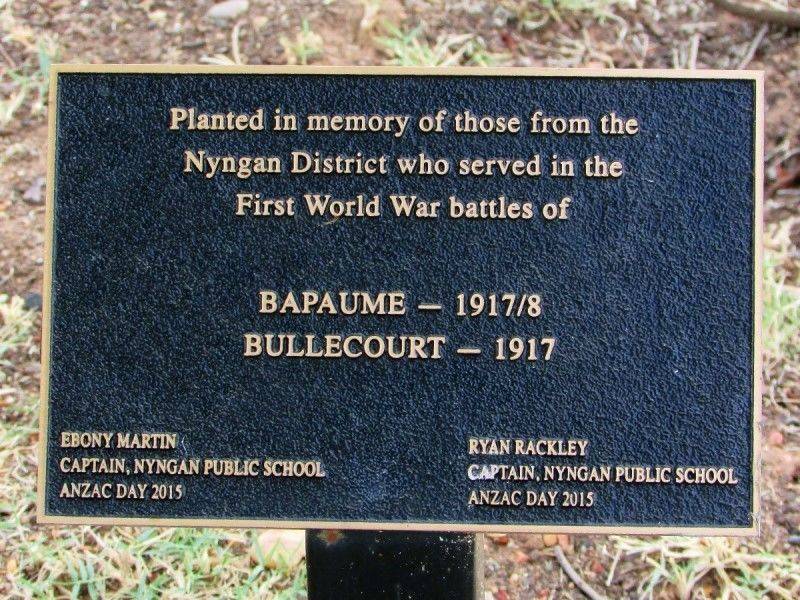 Planted in memory of those from the
Nyngan District who served in the
First World War battles of
BAPAUME – 1917/8
BULLECOURT – 1917
EBONY MARTIN
CAPTAIN, NYNGAN PUBLIC SCHOOL
ANZAC DAY 2015
RYAN RACKLEY
CAPTAIN, NYNGAN PUBLIC SCHOOL
ANZAC DAY 2015